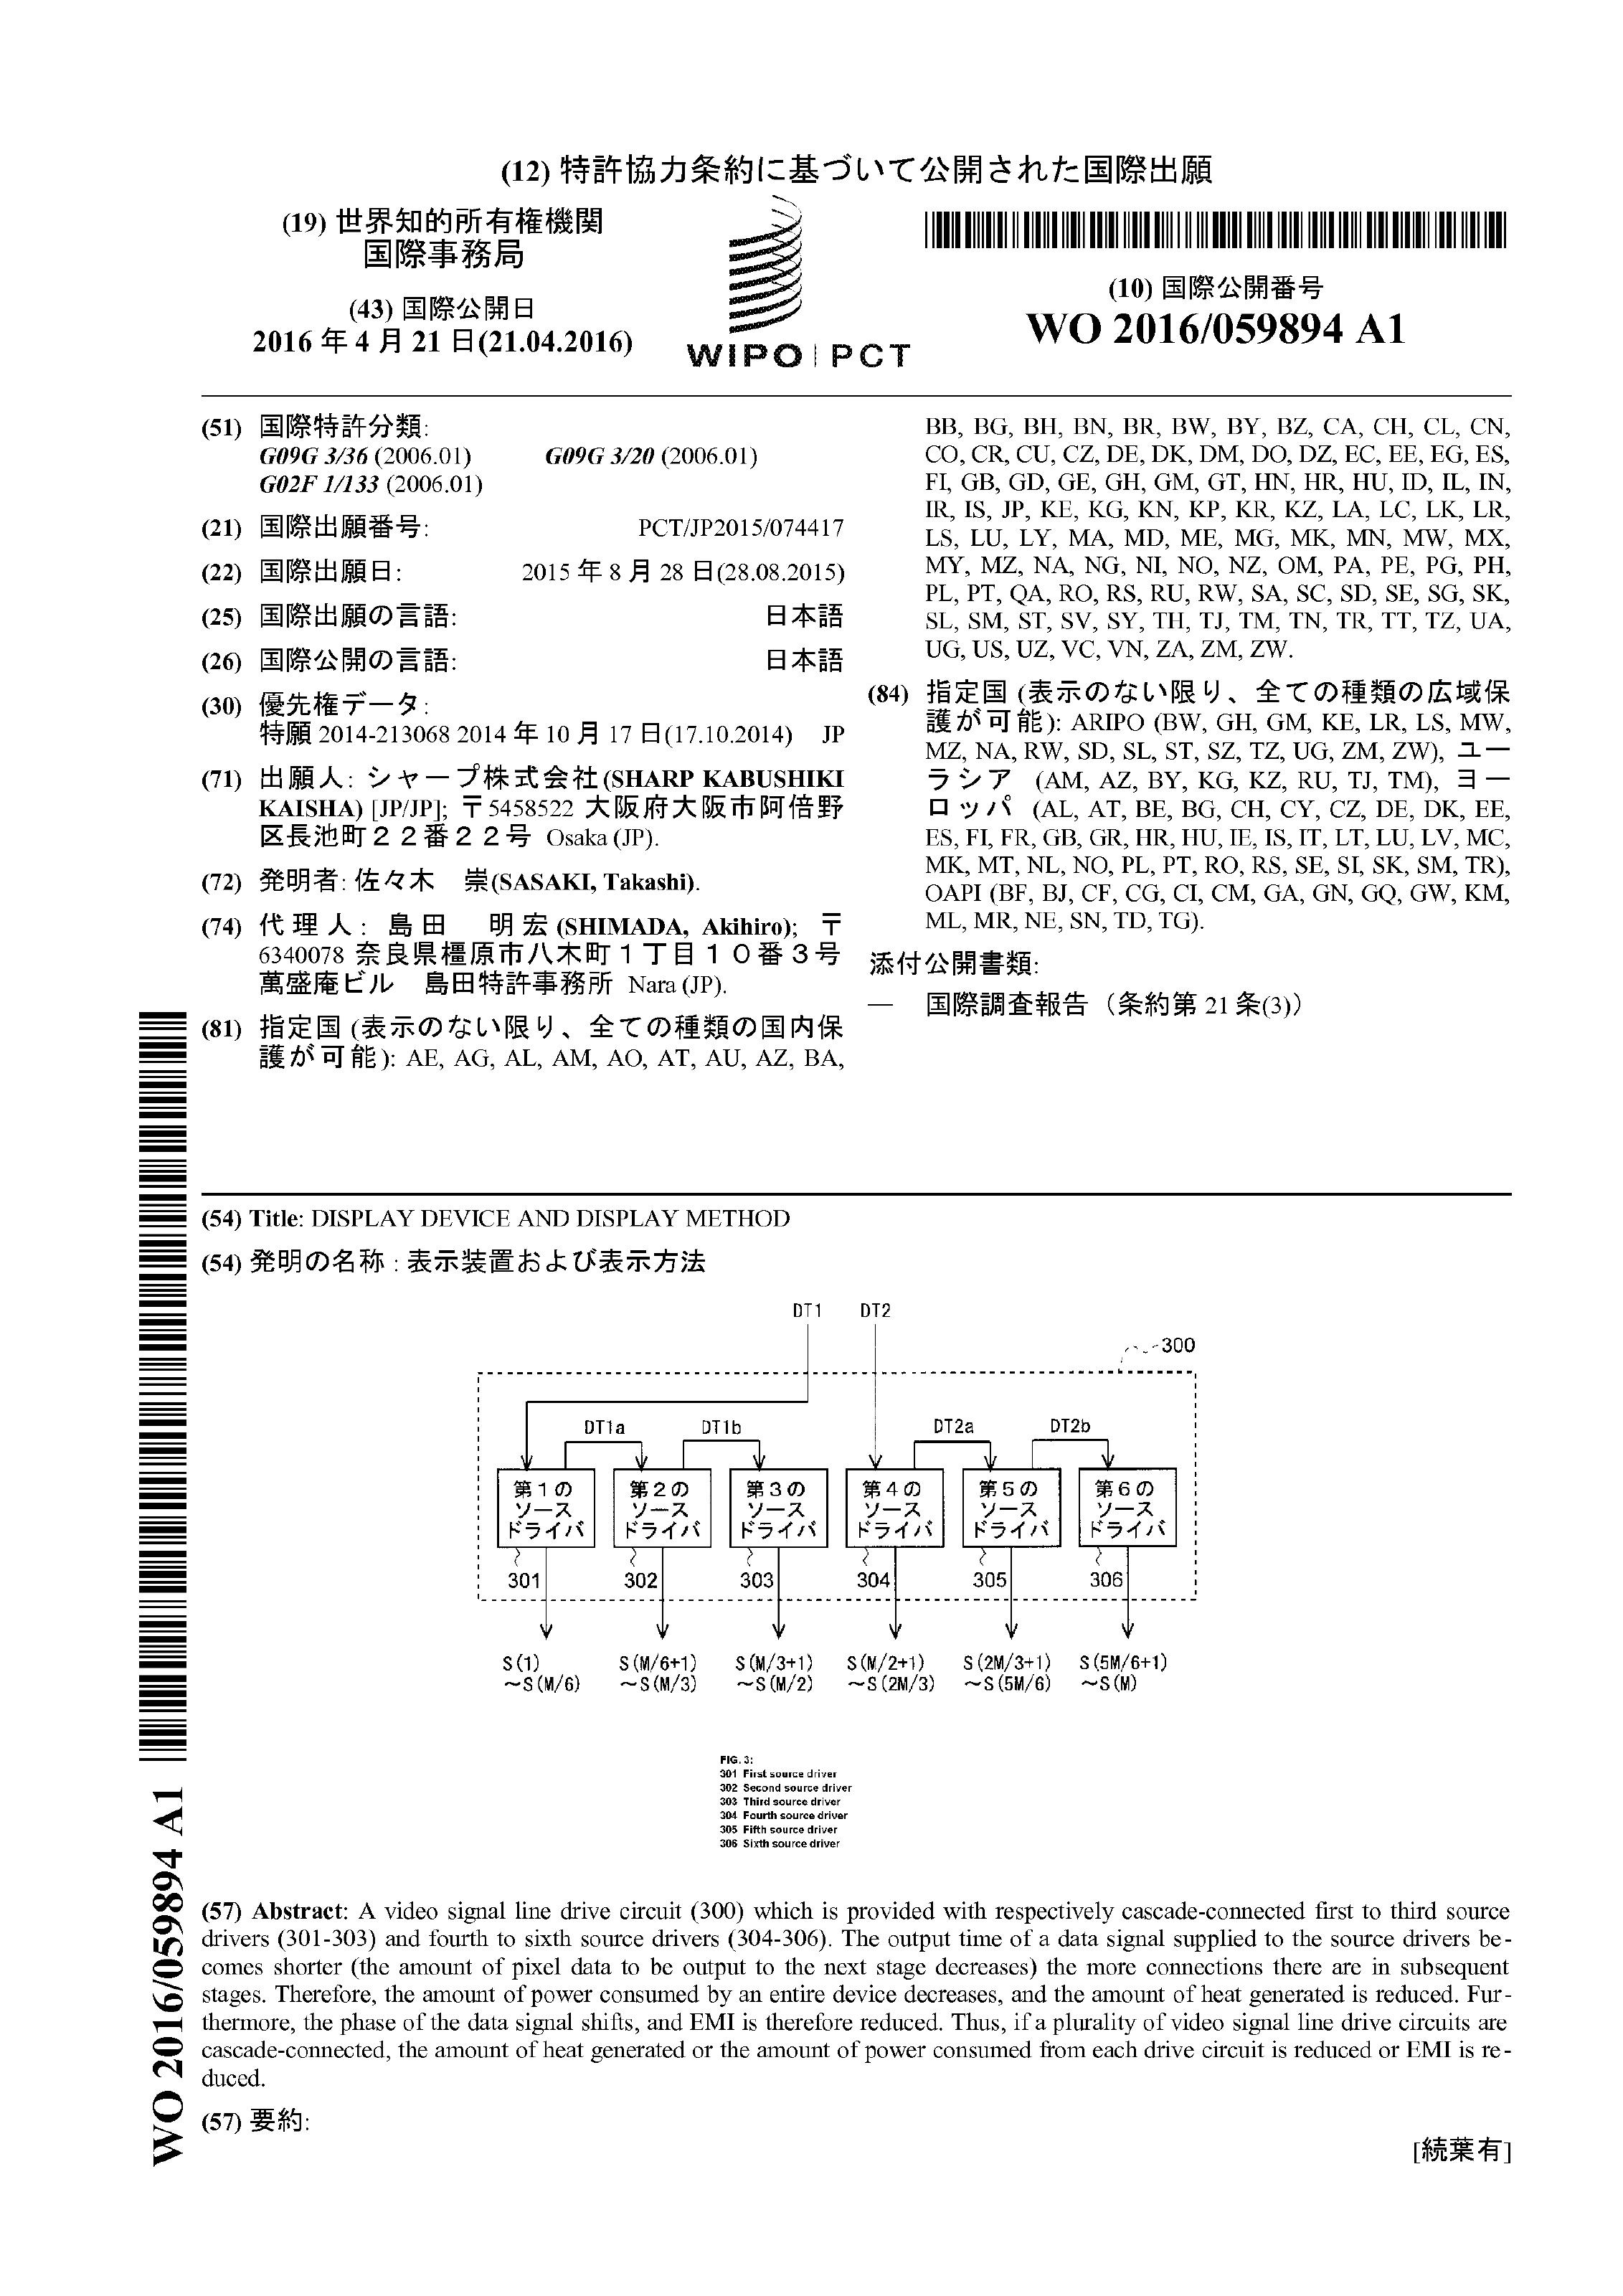 (12) 特許協力条約に基づいて公開された国際出願
(19) 世界知的所有権機関
国際事務局
(43) 国際公開日
2016 年 4 月 21 日(21.04.2016)
WIPO | PCT
(10) 国際公開番号
WO 2016/059894 A1
(51) 国際特許分類:
G09G 3/36 (2006.01) G09G 3/20 (2006.01)
G02F 1/133 (2006.01)
(21) 国際出願番号: PCT/JP2015/074417
(22) 国際出願日: 2015 年 8 月 28 日(28.08.2015)
(25) 国際出願の言語: 日本語
(26) 国際公開の言語: 日本語
(30) 優先権データ:
特願 2014-213068 2014 年 10 月 17 日(17.10.2014) JP
(71) 出願人: シャープ株式会社(SHARP KABUSHIKI
KAISHA) [JP/JP]; 〒5458522 大阪府大阪市阿倍野
区長池町22番22号 Osaka (JP).
(72) 発明者: 佐々木 崇(SASAKI, Takashi).
(74) 代理人: 島田 明宏(SHIMADA, Akihiro); 〒
6340078 奈良県橿原市八木町1丁目10番3号
萬盛庵ビル 島田特許事務所 Nara (JP).
(81) 指定国 (表示のない限り、全ての種類の国内保
護が可能): AE, AG, AL, AM, AO, AT, AU, AZ, BA,
BB, BG, BH, BN, BR, BW, BY, BZ, CA, CH, CL, CN,
CO, CR, CU, CZ, DE, DK, DM, DO, DZ, EC, EE, EG, ES,
FI, GB, GD, GE, GH, GM, GT, HN, HR, HU, ID, IL, IN,
IR, IS, JP, KE, KG, KN, KP, KR, KZ, LA, LC, LK, LR,
LS, LU, LY, MA, MD, ME, MG, MK, MN, MW, MX,
MY, MZ, NA, NG, NI, NO, NZ, OM, PA, PE, PG, PH,
PL, PT, QA, RO, RS, RU, RW, SA, SC, SD, SE, SG, SK,
SL, SM, ST, SV, SY, TH, TJ, TM, TN, TR, TT, TZ, UA,
UG, US, UZ, VC, VN, ZA, ZM, ZW.
(84) 指定国 (表示のない限り、全ての種類の広域保
護が可能): ARIPO (BW, GH, GM, KE, LR, LS, MW,
MZ, NA, RW, SD, SL, ST, SZ, TZ, UG, ZM, ZW), ユー
ラシア (AM, AZ, BY, KG, KZ, RU, TJ, TM), ヨー
ロッパ (AL, AT, BE, BG, CH, CY, CZ, DE, DK, EE,
ES, FI, FR, GB, GR, HR, HU, IE, IS, IT, LT, LU, LV, MC,
MK, MT, NL, NO, PL, PT, RO, RS, SE, SI, SK, SM, TR),
OAPI (BF, BJ, CF, CG, CI, CM, GA, GN, GQ, GW, KM,
ML, MR, NE, SN, TD, TG).
添付公開書類:
— 国際調査報告(条約第 21 条(3))
(54) Title: DISPLAY DEVICE AND DISPLAY METHOD
(54) 発明の名称 : 表示装置および表示方法
DT1 DT2
300
DT1a DT1b DT2a DT2b
第1の 第2の 第3の 第4の 第5の 第6の
ソース ソース ソース ソース ソース ソース
ドライバ ドライバ ドライバ ドライバ ドライバ ドライバ
301 302 303 304 305 306
S(1) S(M/6+1) S(M/3+1) S(M/2+1) S(2M/3+1) S(5M/6+1)
~S(M/6) ~S(M/3) ~S(M/2) ~S(2M/3) ~S(5M/6) ~S(M)
FIG. 3:
301 First source driver
302 Second source driver
303 Third source driver
304 Fourth source driver
305 Fifth source driver
306 Sixth source driver
(57) Abstract: A video signal line drive circuit (300) which is provided with respectively cascade-connected first to third source
drivers (301-303) and fourth to sixth source drivers (304-306). The output time of a data signal supplied to the source drivers be-
comes shorter (the amount of pixel data to be output to the next stage decreases) the more connections there are in subsequent
stages. Therefore, the amount of power consumed by an entire device decreases, and the amount of heat generated is reduced. Fur-
thermore, the phase of the data signal shifts, and EMI is therefore reduced. Thus, if a plurality of video signal line drive circuits are
cascade-connected, the amount of heat generated or the amount of power consumed from each drive circuit is reduced or EMI is re-
duced.
(57) 要約:
[続葉有]
WO 2016/059894 A1